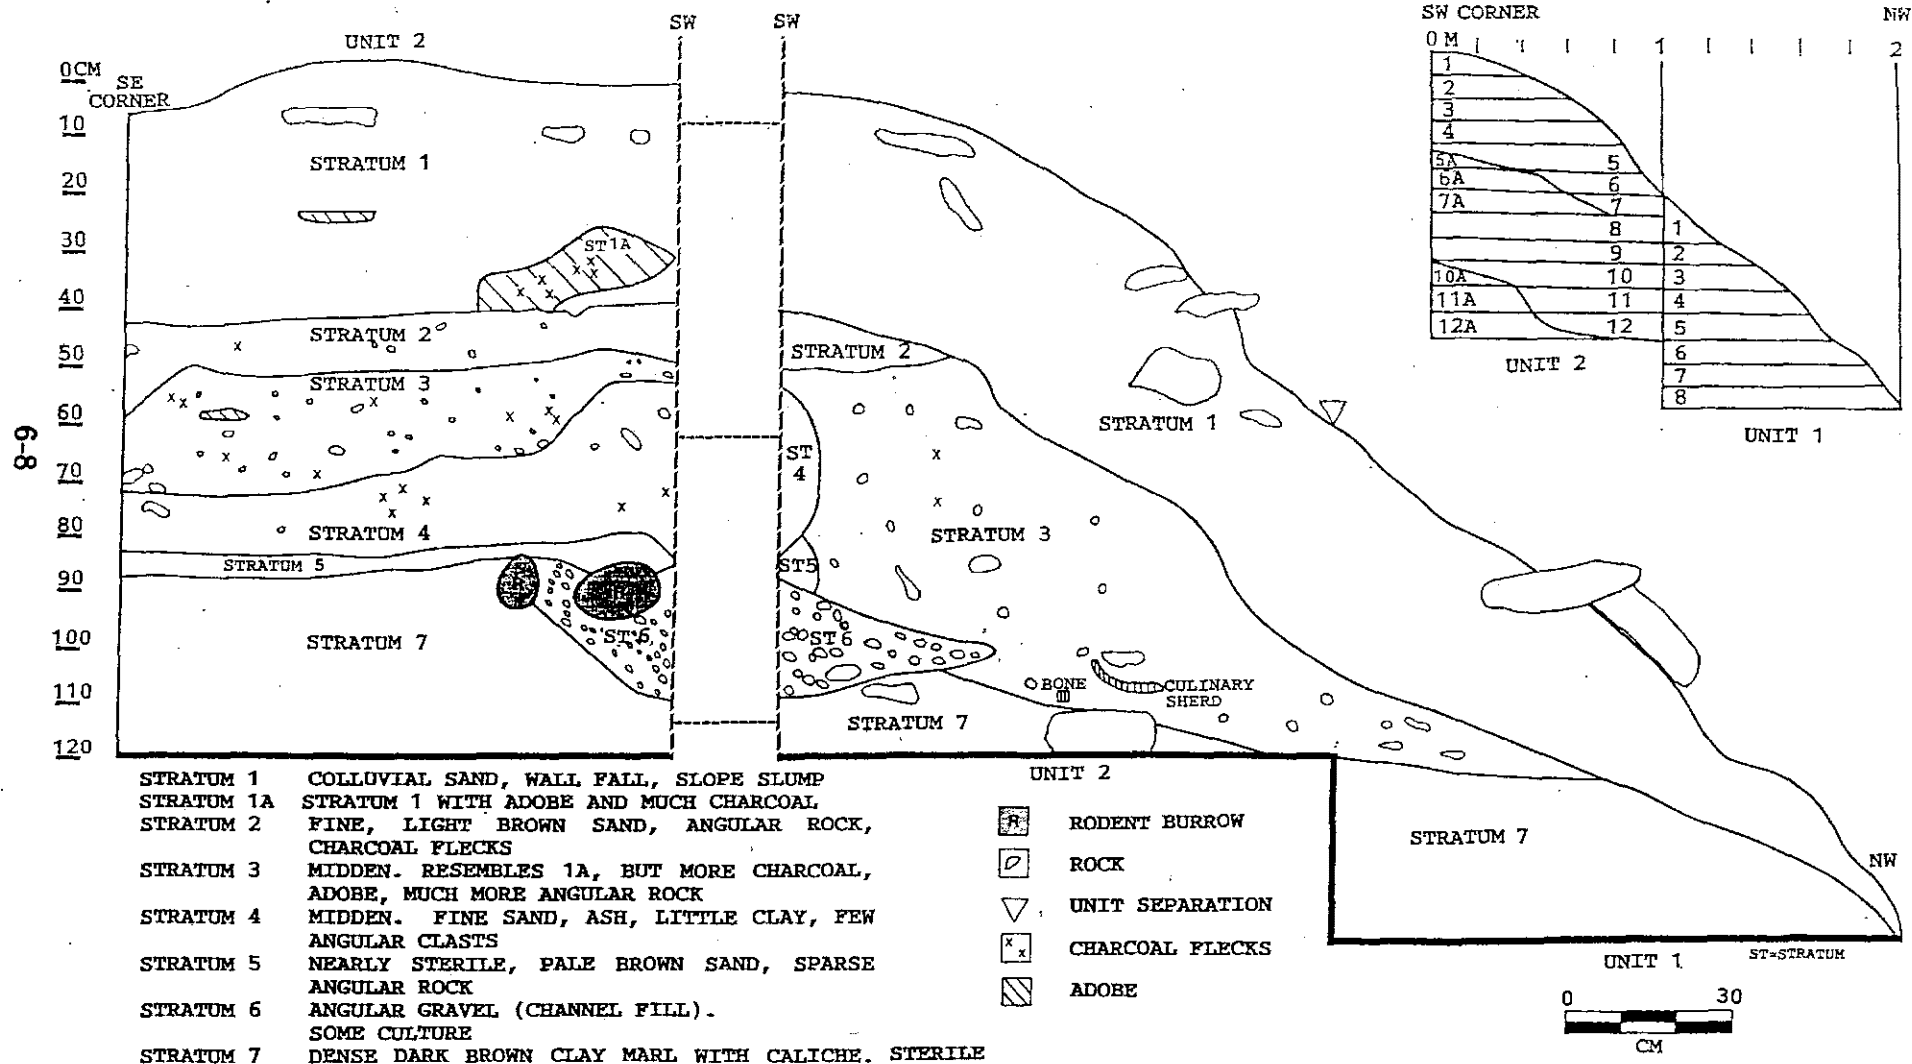 UNIT 2
SW
SW
0CM
SE
CORNER
10
20
30
40
50
60
70
80
90
100
110
120
STRATUM 1
ST1A
STRATUM 2
STRATUM 3
STRATUM 4
STRATUM 5
R
R
ST 6
STRATUM 7
STRATUM 2
ST
4
ST5
ST6
STRATUM 1
STRATUM 3
BONE
CULINARY
SHERD
STRATUM 7
UNIT 2
STRATUM 7
NW
UNIT 1
ST=STRATUM
0 30
CM
SW CORNER
NW
0 M 1 2
1
2
3
4
5A 5
6A 6
7A 7
8
9
10A 10
11A 11
12A 12
UNIT 2
1
2
3
4
5
6
7
8
UNIT 1
STRATUM 1 COLLUVIAL SAND, WALL FALL, SLOPE SLUMP
STRATUM 1A STRATUM 1 WITH ADOBE AND MUCH CHARCOAL
STRATUM 2 FINE, LIGHT BROWN SAND, ANGULAR ROCK,
CHARCOAL FLECKS
STRATUM 3 MIDDEN. RESEMBLES 1A, BUT MORE CHARCOAL,
ADOBE, MUCH MORE ANGULAR ROCK
STRATUM 4 MIDDEN. FINE SAND, ASH, LITTLE CLAY, FEW
ANGULAR CLASTS
STRATUM 5 NEARLY STERILE, PALE BROWN SAND, SPARSE
ANGULAR ROCK
STRATUM 6 ANGULAR GRAVEL (CHANNEL FILL).
SOME CULTURE
STRATUM 7 DENSE DARK BROWN CLAY MARL WITH CALICHE. STERILE
R RODENT BURROW
ROCK
UNIT SEPARATION
x x CHARCOAL FLECKS
ADOBE
8-9